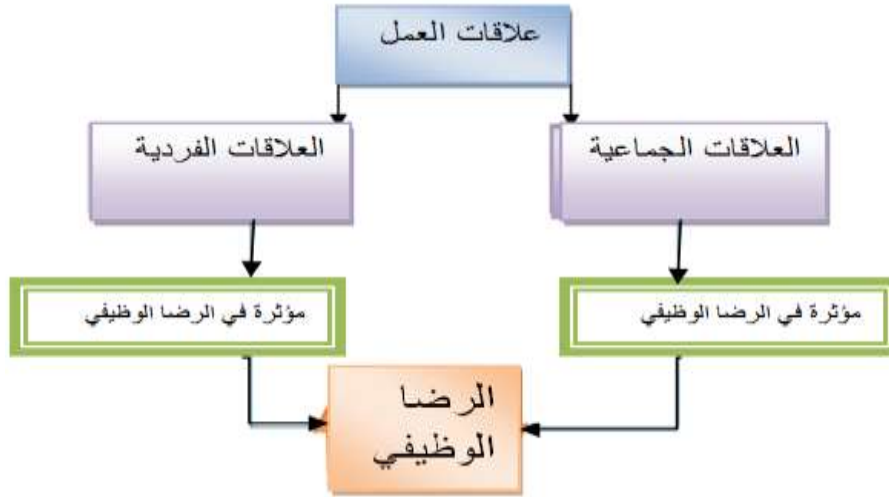 علاقات العمل
العلاقات الجماعية
العلاقات الفردية
مؤثرة في الرضا الوظيفي
مؤثرة في الرضا الوظيفي
الرضا
الوظيفي